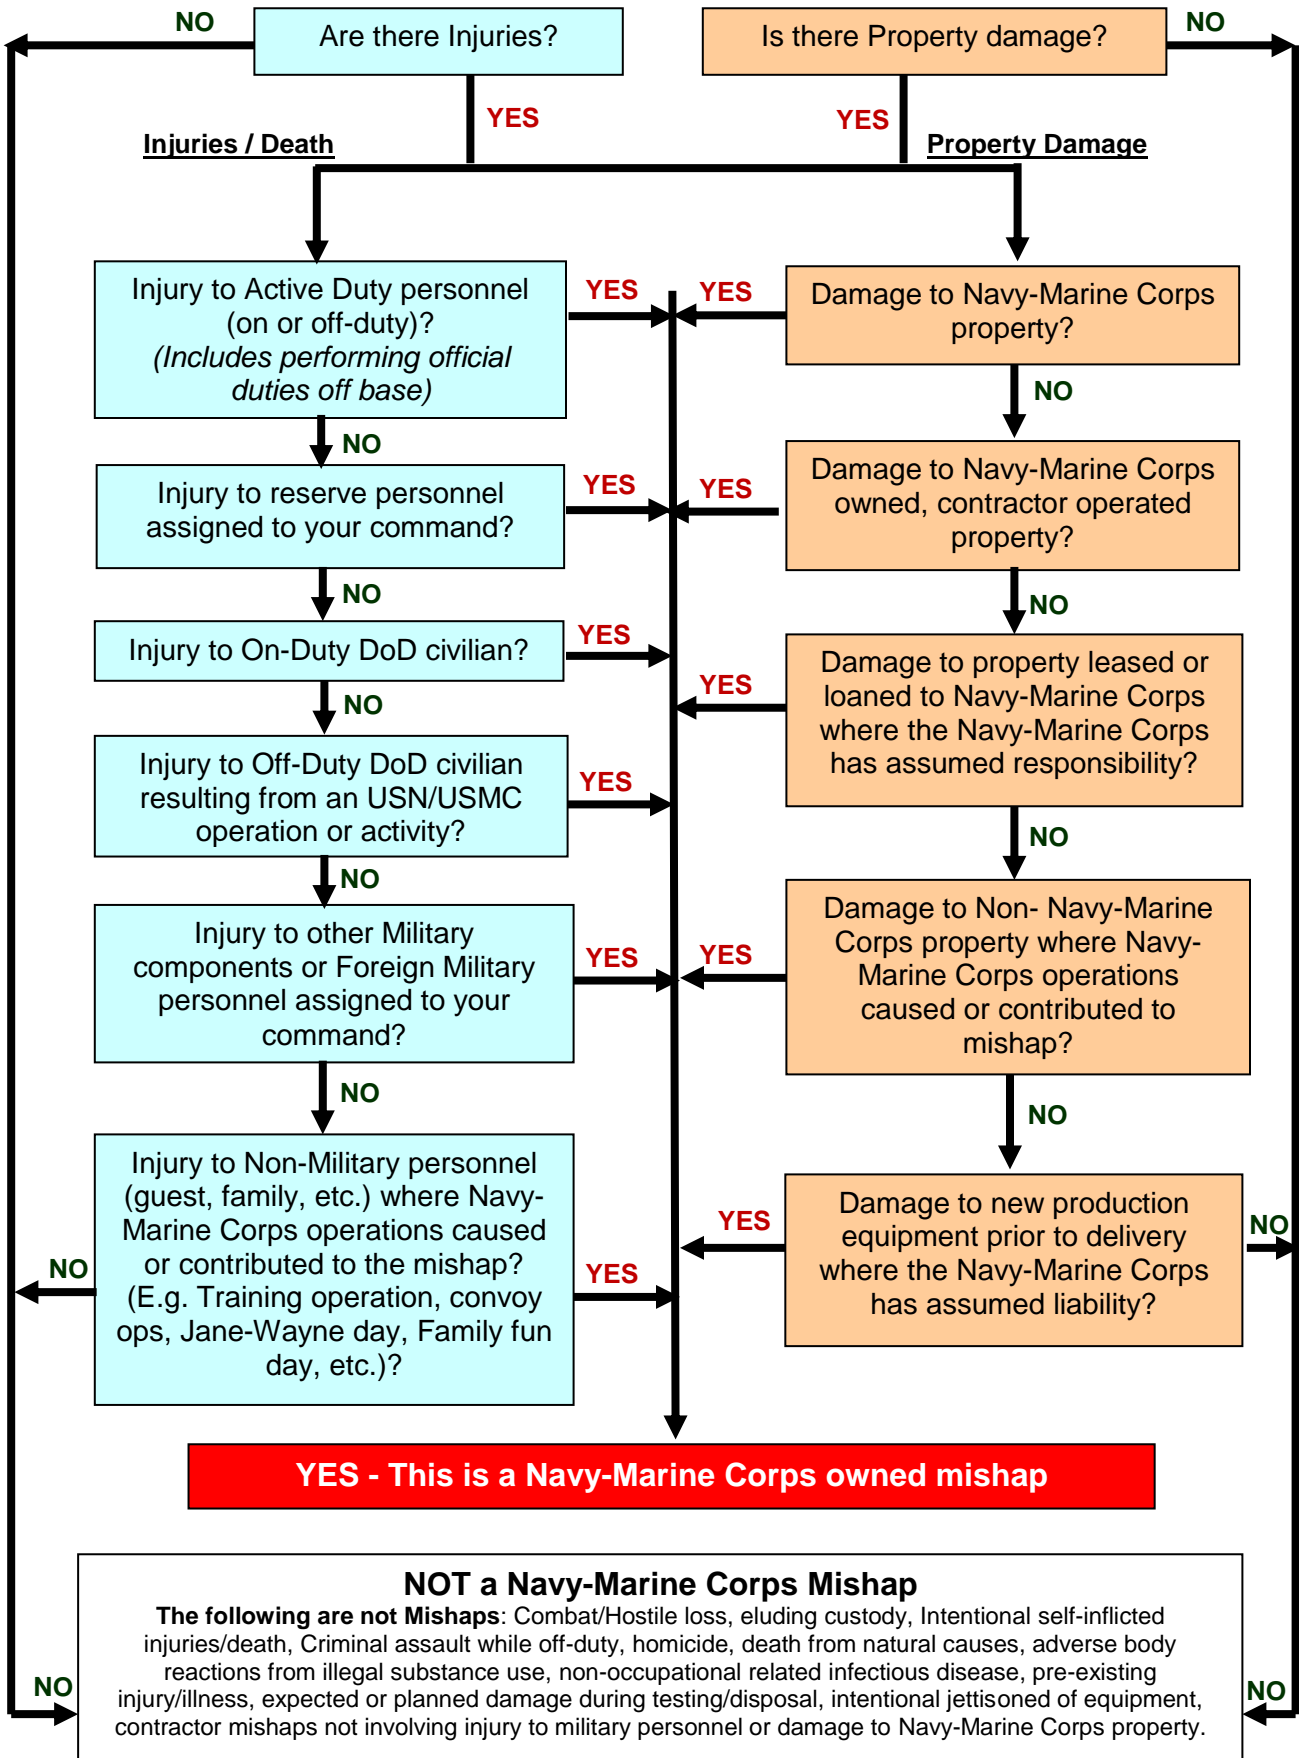 NO
Are there Injuries?
YES
Is there Property damage?
NO
YES
Injuries / Death
Property Damage
Injury to Active Duty personnel
(on or off-duty)?
(Includes performing official
duties off base)
YES
NO
Injury to reserve personnel
assigned to your command?
YES
NO
Injury to On-Duty DoD civilian?
YES
NO
Injury to Off-Duty DoD civilian
resulting from an USN/USMC
operation or activity?
YES
NO
Injury to other Military
components or Foreign Military
personnel assigned to your
command?
YES
NO
Injury to Non-Military personnel
(guest, family, etc.) where Navy-
Marine Corps operations caused
or contributed to the mishap?
(E.g. Training operation, convoy
ops, Jane-Wayne day, Family fun
day, etc.)?
NO
YES
YES
Damage to Navy-Marine Corps
property?
NO
YES
Damage to Navy-Marine Corps
owned, contractor operated
property?
NO
YES
Damage to property leased or
loaned to Navy-Marine Corps
where the Navy-Marine Corps
has assumed responsibility?
NO
YES
Damage to Non- Navy-Marine
Corps property where Navy-
Marine Corps operations
caused or contributed to
mishap?
NO
YES
Damage to new production
equipment prior to delivery
where the Navy-Marine Corps
has assumed liability?
NO
YES - This is a Navy-Marine Corps owned mishap
NOT a Navy-Marine Corps Mishap
The following are not Mishaps: Combat/Hostile loss, eluding custody, Intentional self-inflicted
injuries/death, Criminal assault while off-duty, homicide, death from natural causes, adverse body
reactions from illegal substance use, non-occupational related infectious disease, pre-existing
injury/illness, expected or planned damage during testing/disposal, intentional jettisoned of equipment,
contractor mishaps not involving injury to military personnel or damage to Navy-Marine Corps property.
NO
NO